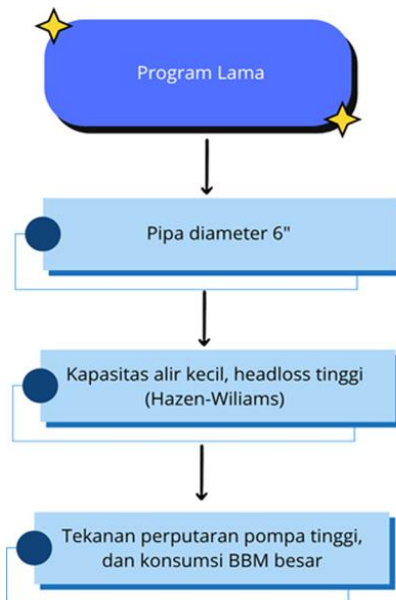 Program Lama
Pipa diameter 6"
Kapasitas alir kecil, headloss tinggi
(Hazen-Wiliams)
Tekanan perputaran pompa tinggi,
dan konsumsi BBM besar